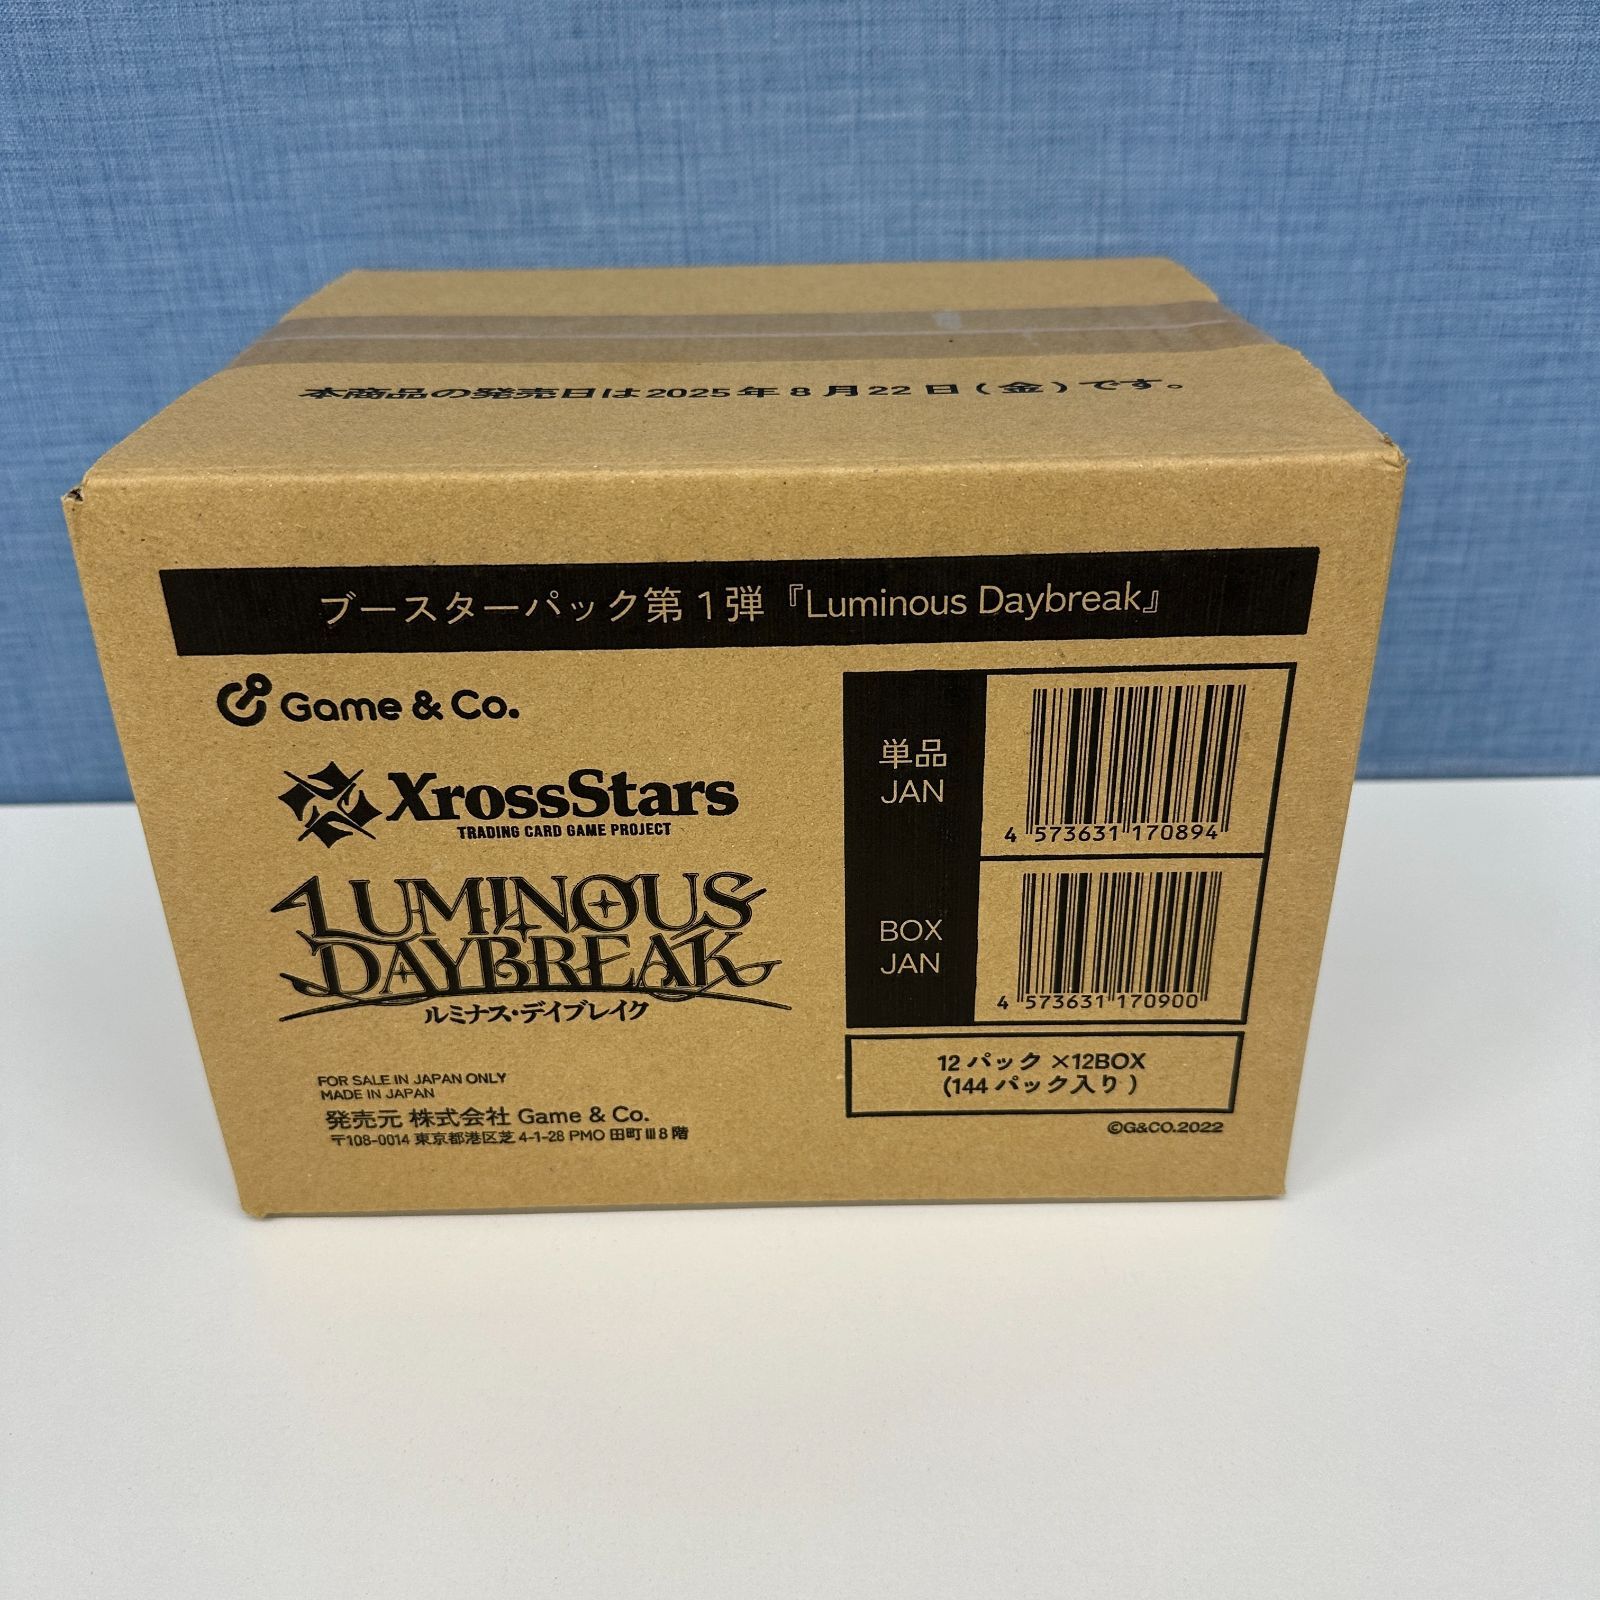 本商品の発売日は2025年8月22日(金)です。
ブースターパック第1弾『Luminous Daybreak』
Game & Co.
XrossStars
TRADING CARD GAME PROJECT
LUMINOUS
DAYBREAK
ルミナス・デイブレイク
FOR SALE IN JAPAN ONLY
MADE IN JAPAN
発売元 株式会社 Game & Co.
〒108-0014 東京都港区芝 4-1-28 PMO 田町Ⅲ8階
単品
JAN
4 573631 170894
BOX
JAN
4 573631 170900
12パック ×12BOX
(144パック入り)
©G&CO.2022